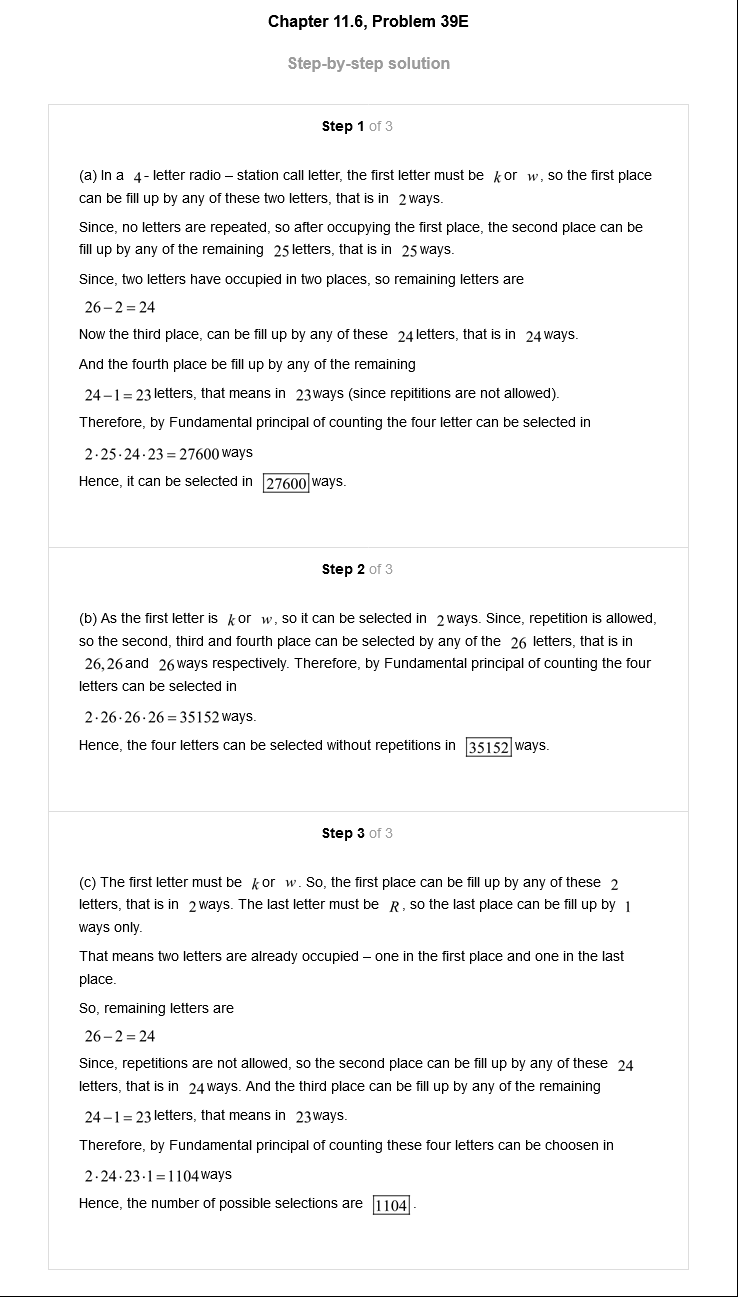 Chapter 11.6, Problem 39E
Step-by-step solution
Step 1 of 3
(a) In a 4- letter radio – station call letter, the first letter must be k or w, so the first place
can be fill up by any of these two letters, that is in 2 ways.
Since, no letters are repeated, so after occupying the first place, the second place can be
fill up by any of the remaining 25 letters, that is in 25 ways.
Since, two letters have occupied in two places, so remaining letters are
26 – 2 = 24
Now the third place, can be fill up by any of these 24 letters, that is in 24 ways.
And the fourth place be fill up by any of the remaining
24 – 1 = 23 letters, that means in 23 ways (since repititions are not allowed).
Therefore, by Fundamental principal of counting the four letter can be selected in
2·25·24·23 = 27600 ways
Hence, it can be selected in 27600 ways.
Step 2 of 3
(b) As the first letter is k or w, so it can be selected in 2 ways. Since, repetition is allowed,
so the second, third and fourth place can be selected by any of the 26 letters, that is in
26, 26 and 26 ways respectively. Therefore, by Fundamental principal of counting the four
letters can be selected in
2·26·26·26 = 35152 ways.
Hence, the four letters can be selected without repetitions in 35152 ways.
Step 3 of 3
(c) The first letter must be k or w. So, the first place can be fill up by any of these 2
letters, that is in 2 ways. The last letter must be R, so the last place can be fill up by 1
ways only.
That means two letters are already occupied – one in the first place and one in the last
place.
So, remaining letters are
26 – 2 = 24
Since, repetitions are not allowed, so the second place can be fill up by any of these 24
letters, that is in 24 ways. And the third place can be fill up by any of the remaining
24 – 1 = 23 letters, that means in 23 ways.
Therefore, by Fundamental principal of counting these four letters can be choosen in
2·24·23·1 = 1104 ways
Hence, the number of possible selections are 1104.